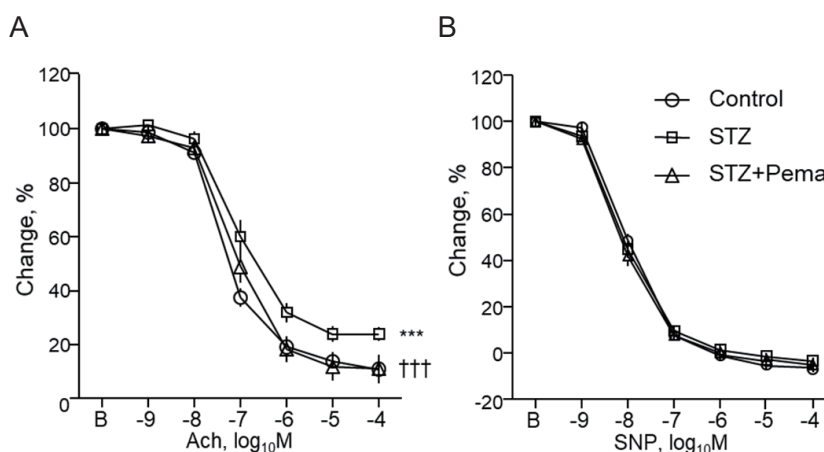 A
Change, %
120
100
80
60
40
20
0
B -9 -8 -7 -6 -5 -4
Ach, log10M
***
†††
B
Change, %
120
100
80
60
40
20
0
-20
B -9 -8 -7 -6 -5 -4
SNP, log10M
Control
STZ
STZ+Pema